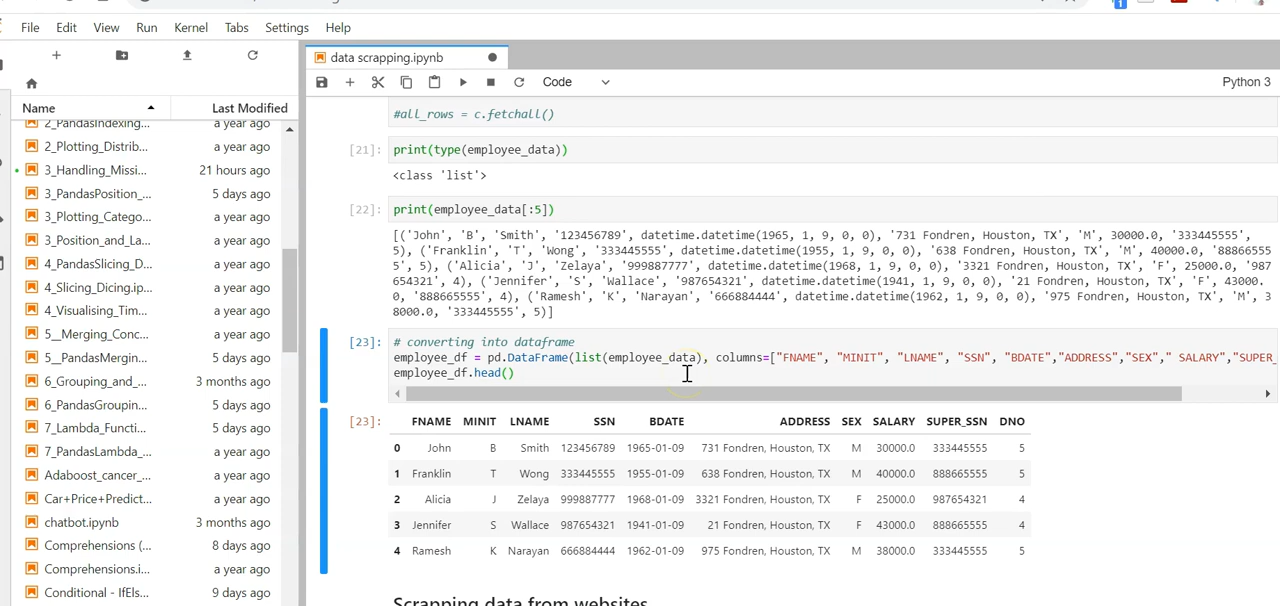 File Edit View Run Kernel Tabs Settings Help
data scrapping.ipynb
Code
Python 3
Name
Last Modified
2_PandasIndexing... a year ago
2_Plotting_Distrib... a year ago
3_Handling_Missi... 21 hours ago
3_PandasPosition_... 5 days ago
3_Plotting_Catego... a year ago
3_Position_and_La... a year ago
4_PandasSlicing_D... a year ago
4_Slicing_Dicing.ip... a year ago
4_Visualising_Tim... a year ago
5__Merging_Conc... a year ago
5__PandasMergin... 5 days ago
6_Grouping_and_... 3 months ago
6_PandasGroupin... 5 days ago
7_Lambda_Functi... 5 days ago
7_PandasLambda_... 5 days ago
Adaboost_cancer_... a year ago
Car+Price+Predict... a year ago
chatbot.ipynb 3 months ago
Comprehensions (... 8 days ago
Comprehensions.i... a year ago
Conditional - IfEls... 9 days ago
#all_rows = c.fetchall()
[21]: print(type(employee_data))
<class 'list'>
[22]: print(employee_data[:5])
[('John', 'B', 'Smith', '123456789', datetime.datetime(1965, 1, 9, 0, 0), '731 Fondren, Houston, TX', 'M', 30000.0, '333445555',
5), ('Franklin', 'T', 'Wong', '333445555', datetime.datetime(1955, 1, 9, 0, 0), '638 Fondren, Houston, TX', 'M', 40000.0, '88866555
5', 5), ('Alicia', 'J', 'Zelaya', '999887777', datetime.datetime(1968, 1, 9, 0, 0), '3321 Fondren, Houston, TX', 'F', 25000.0, '987
654321', 4), ('Jennifer', 'S', 'Wallace', '987654321', datetime.datetime(1941, 1, 9, 0, 0), '21 Fondren, Houston, TX', 'F', 43000.
0, '888665555', 4), ('Ramesh', 'K', 'Narayan', '666884444', datetime.datetime(1962, 1, 9, 0, 0), '975 Fondren, Houston, TX', 'M', 3
8000.0, '333445555', 5)]
[23]: # converting into dataframe
employee_df = pd.DataFrame(list(employee_data), columns=["FNAME", "MINIT", "LNAME", "SSN", "BDATE","ADDRESS","SEX"," SALARY","SUPER_
employee_df.head()
[23]: FNAME MINIT LNAME SSN BDATE ADDRESS SEX SALARY SUPER_SSN DNO
0 John B Smith 123456789 1965-01-09 731 Fondren, Houston, TX M 30000.0 333445555 5
1 Franklin T Wong 333445555 1955-01-09 638 Fondren, Houston, TX M 40000.0 888665555 5
2 Alicia J Zelaya 999887777 1968-01-09 3321 Fondren, Houston, TX F 25000.0 987654321 4
3 Jennifer S Wallace 987654321 1941-01-09 21 Fondren, Houston, TX F 43000.0 888665555 4
4 Ramesh K Narayan 666884444 1962-01-09 975 Fondren, Houston, TX M 38000.0 333445555 5
Scrapping data from websites